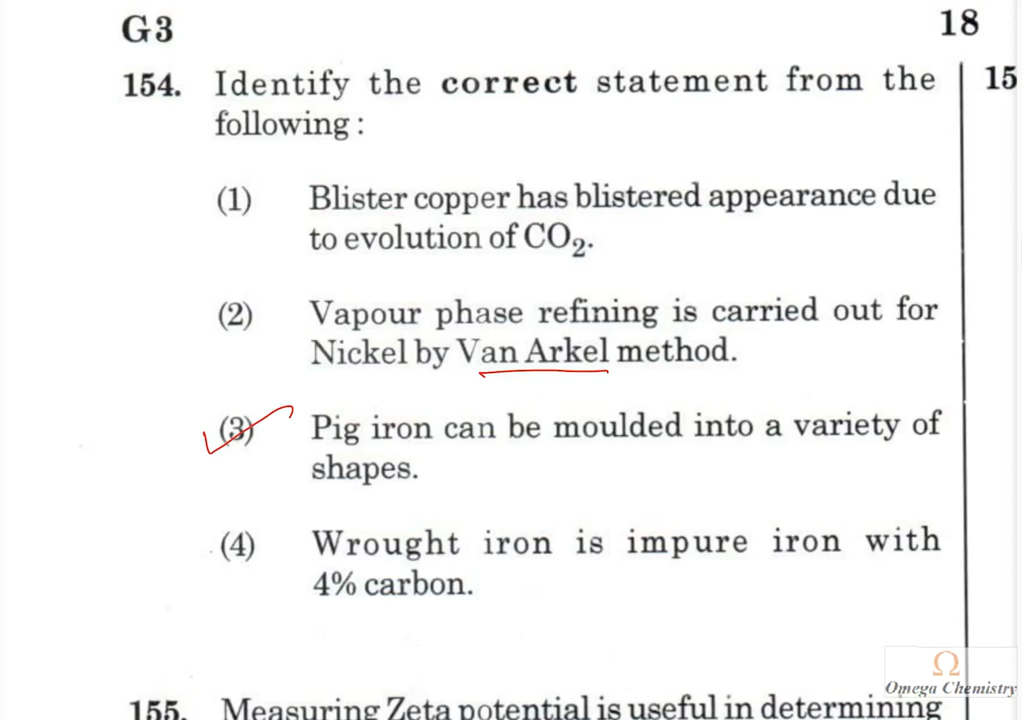 G3 18
154. Identify the correct statement from the 15
following :
(1) Blister copper has blistered appearance due
to evolution of CO₂.
(2) Vapour phase refining is carried out for
Nickel by Van Arkel method.
(3) Pig iron can be moulded into a variety of
shapes.
(4) Wrought iron is impure iron with
4% carbon.
Ω
Omega Chemistry
155. Measuring Zeta potential is useful in determining